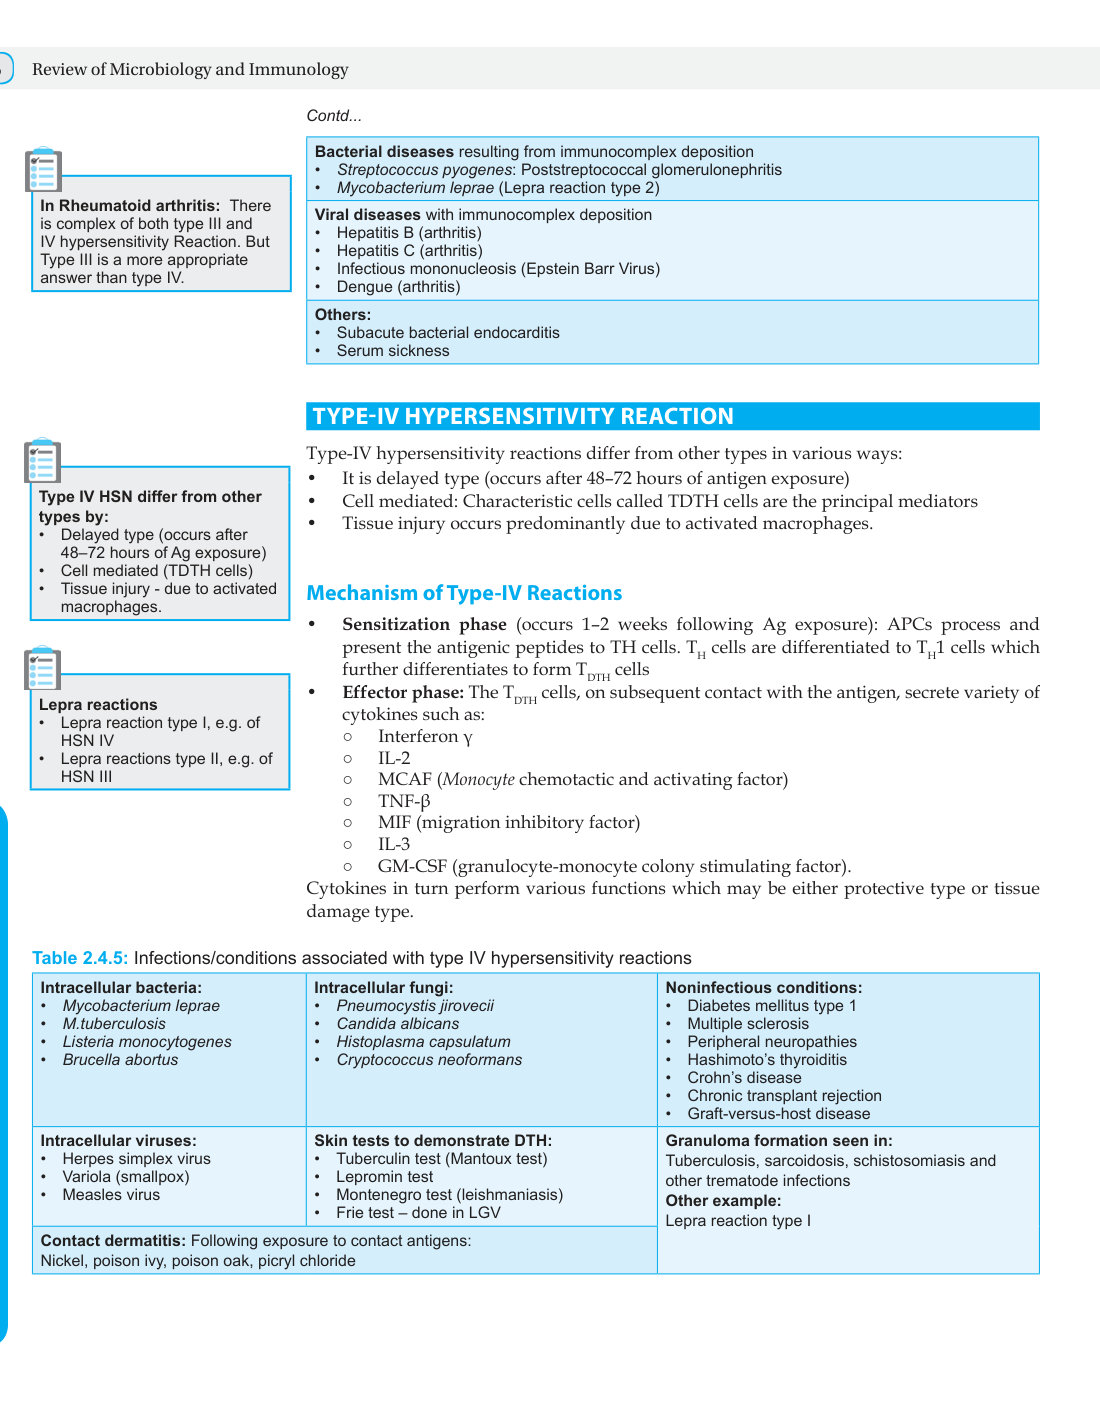 Review of Microbiology and Immunology
Contd...
Bacterial diseases resulting from immunocomplex deposition
• Streptococcus pyogenes: Poststreptococcal glomerulonephritis
• Mycobacterium leprae (Lepra reaction type 2)
Viral diseases with immunocomplex deposition
• Hepatitis B (arthritis)
• Hepatitis C (arthritis)
• Infectious mononucleosis (Epstein Barr Virus)
• Dengue (arthritis)
Others:
• Subacute bacterial endocarditis
• Serum sickness
In Rheumatoid arthritis: There
is complex of both type III and
IV hypersensitivity Reaction. But
Type III is a more appropriate
answer than type IV.
TYPE-IV HYPERSENSITIVITY REACTION
Type-IV hypersensitivity reactions differ from other types in various ways:
• It is delayed type (occurs after 48–72 hours of antigen exposure)
• Cell mediated: Characteristic cells called TDTH cells are the principal mediators
• Tissue injury occurs predominantly due to activated macrophages.
Type IV HSN differ from other
types by:
• Delayed type (occurs after
48–72 hours of Ag exposure)
• Cell mediated (TDTH cells)
• Tissue injury - due to activated
macrophages.
Mechanism of Type-IV Reactions
• Sensitization phase (occurs 1–2 weeks following Ag exposure): APCs process and
present the antigenic peptides to TH cells. TH cells are differentiated to TH1 cells which
further differentiates to form TDTH cells
• Effector phase: The TDTH cells, on subsequent contact with the antigen, secrete variety of
cytokines such as:
○ Interferon γ
○ IL-2
○ MCAF (Monocyte chemotactic and activating factor)
○ TNF-β
○ MIF (migration inhibitory factor)
○ IL-3
○ GM-CSF (granulocyte-monocyte colony stimulating factor).
Cytokines in turn perform various functions which may be either protective type or tissue
damage type.
Lepra reactions
• Lepra reaction type I, e.g. of
HSN IV
• Lepra reactions type II, e.g. of
HSN III
Table 2.4.5: Infections/conditions associated with type IV hypersensitivity reactions
Intracellular bacteria:
• Mycobacterium leprae
• M.tuberculosis
• Listeria monocytogenes
• Brucella abortus
Intracellular fungi:
• Pneumocystis jirovecii
• Candida albicans
• Histoplasma capsulatum
• Cryptococcus neoformans
Noninfectious conditions:
• Diabetes mellitus type 1
• Multiple sclerosis
• Peripheral neuropathies
• Hashimoto's thyroiditis
• Crohn's disease
• Chronic transplant rejection
• Graft-versus-host disease
Intracellular viruses:
• Herpes simplex virus
• Variola (smallpox)
• Measles virus
Skin tests to demonstrate DTH:
• Tuberculin test (Mantoux test)
• Lepromin test
• Montenegro test (leishmaniasis)
• Frie test – done in LGV
Granuloma formation seen in:
Tuberculosis, sarcoidosis, schistosomiasis and
other trematode infections
Other example:
Lepra reaction type I
Contact dermatitis: Following exposure to contact antigens:
Nickel, poison ivy, poison oak, picryl chloride